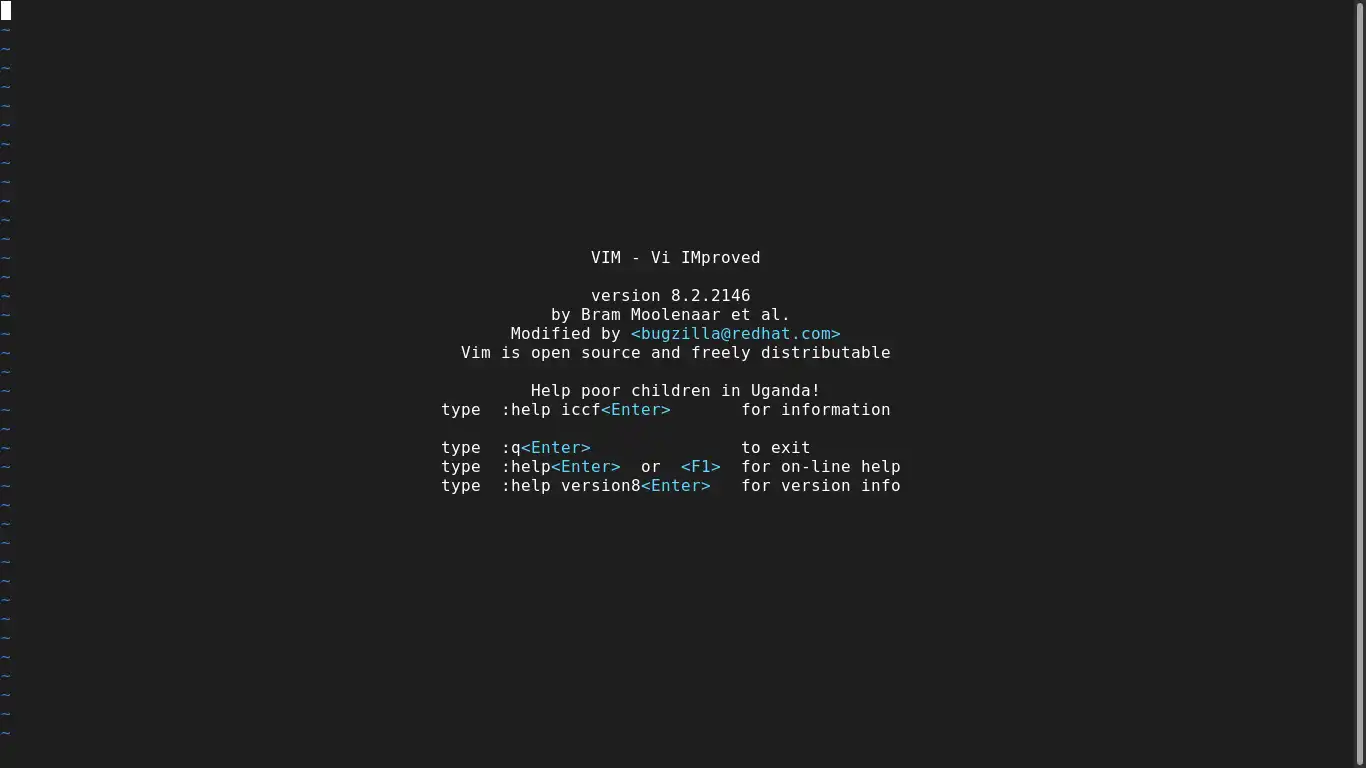 ~
~
~
~
~
~
~
~
~
~
~
~
~ VIM - Vi IMproved
~
~ version 8.2.2146
~ by Bram Moolenaar et al.
~ Modified by <bugzilla@redhat.com>
~ Vim is open source and freely distributable
~
~ Help poor children in Uganda!
~ type  :help iccf<Enter>       for information
~
~ type  :q<Enter>               to exit
~ type  :help<Enter>  or  <F1>  for on-line help
~ type  :help version8<Enter>   for version info
~
~
~
~
~
~
~
~
~
~
~
~
~